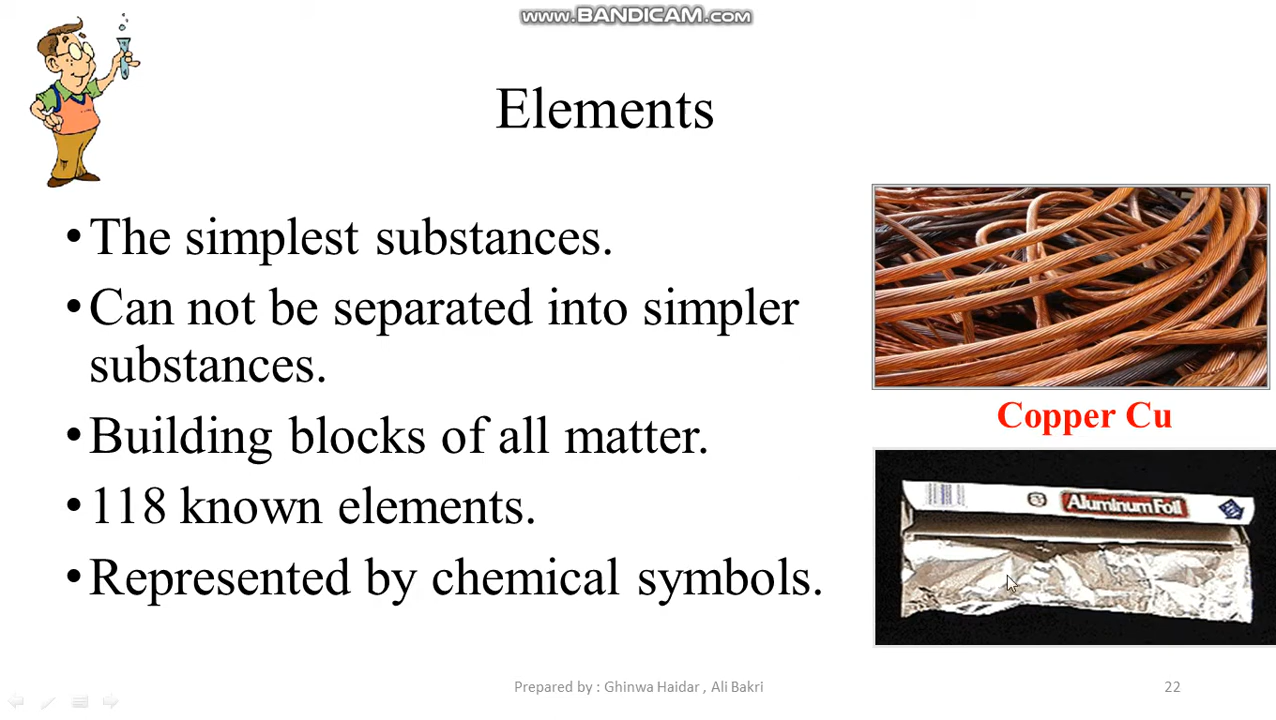 www.BANDICAM.com
Elements
•The simplest substances.
•Can not be separated into simpler
substances.
•Building blocks of all matter.
•118 known elements.
•Represented by chemical symbols.
Copper Cu
Aluminum Foil
Prepared by : Ghinwa Haidar , Ali Bakri
22